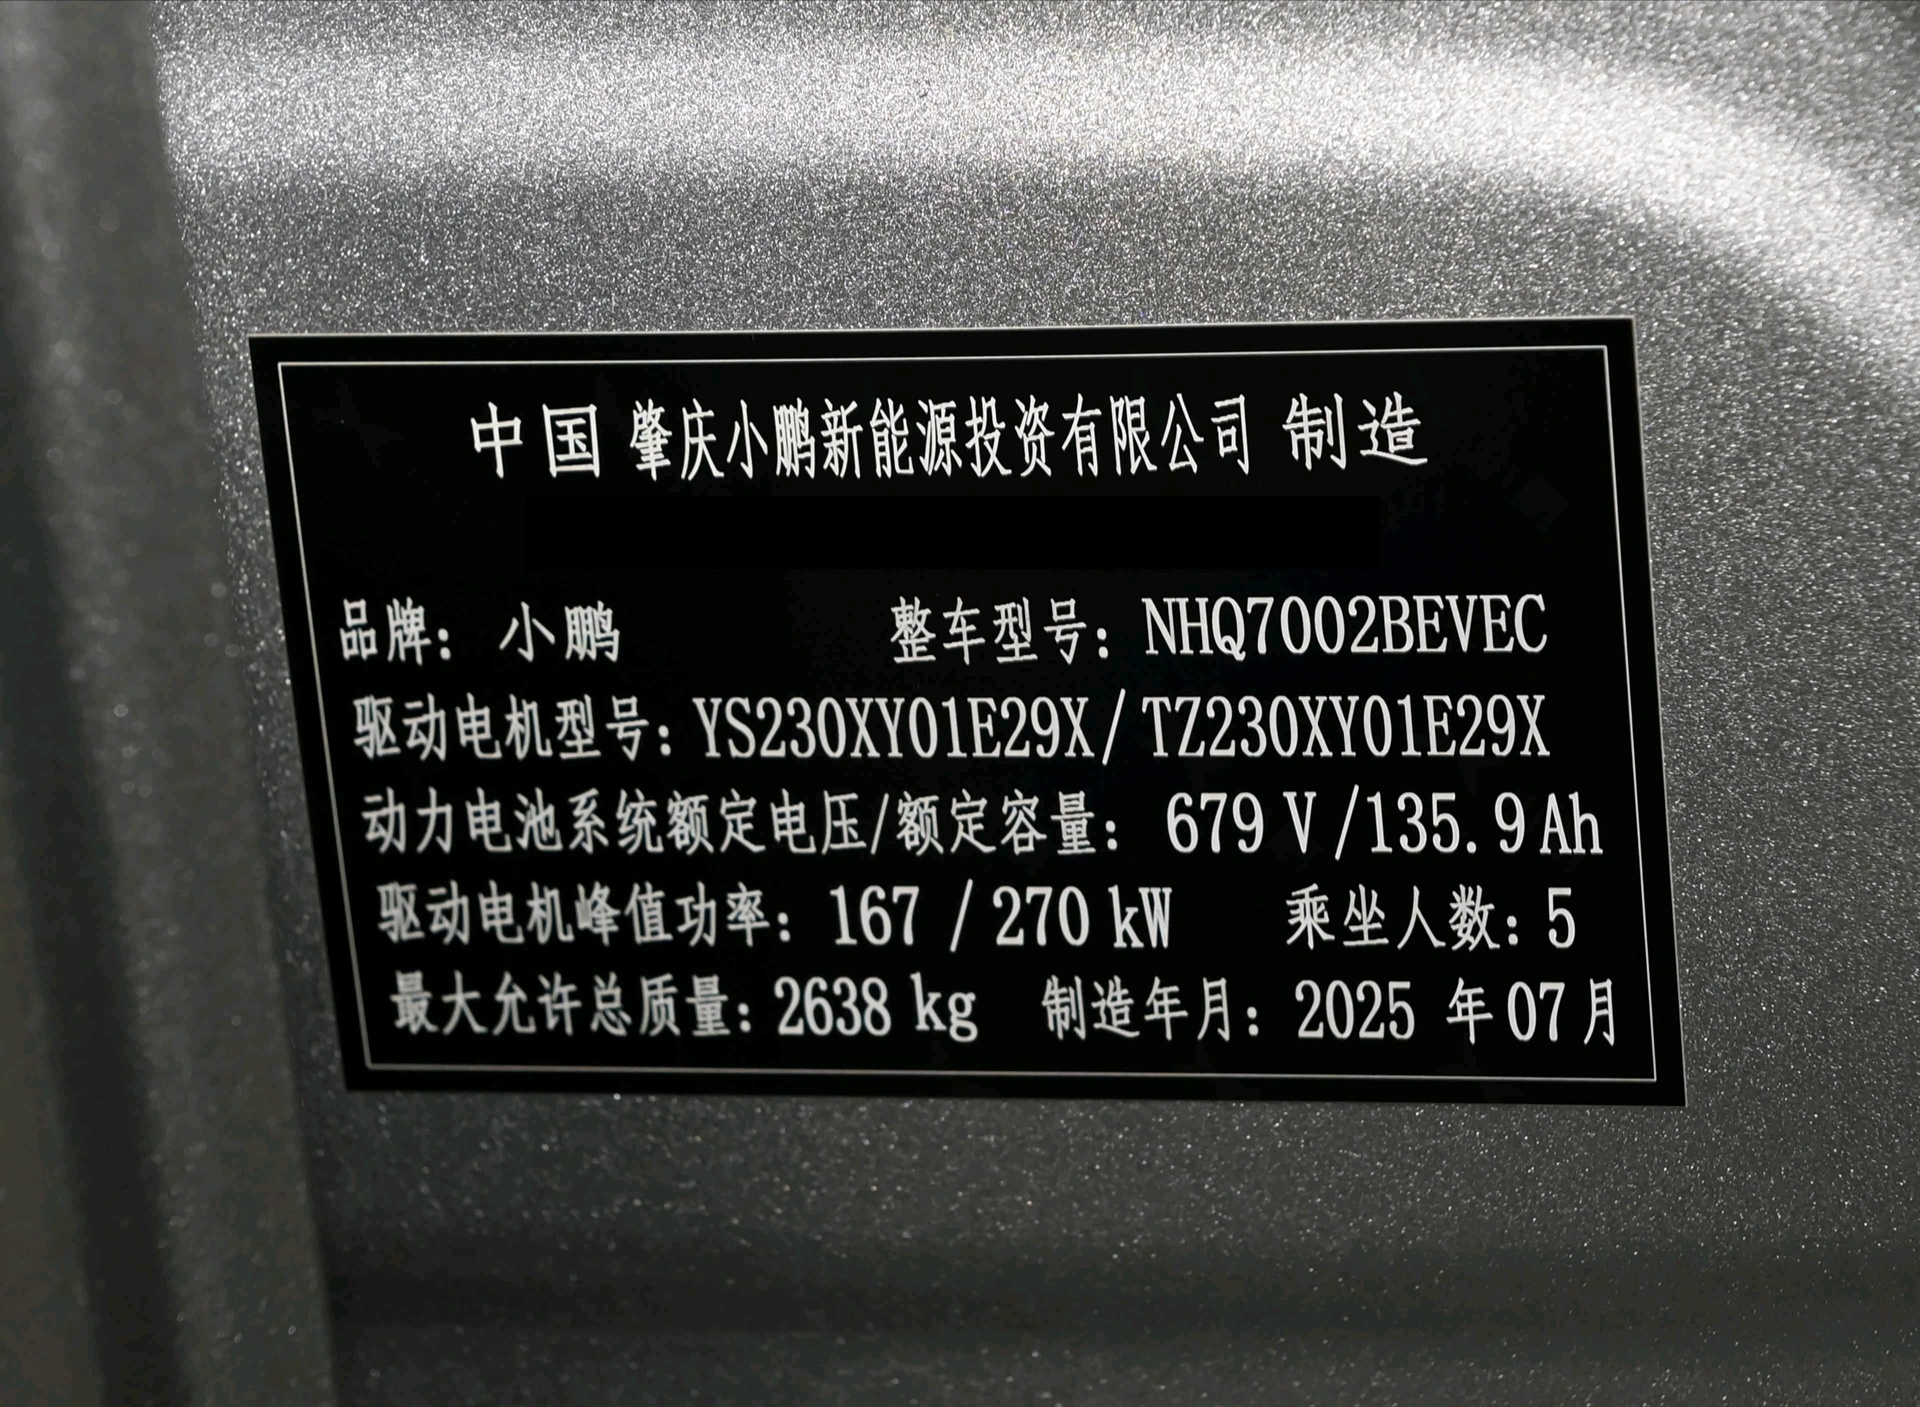 中国 肇庆小鹏新能源投资有限公司 制造
品牌: 小鹏 整车型号: NHQ7002BEVEC
驱动电机型号: YS230XY01E29X/TZ230XY01E29X
动力电池系统额定电压/额定容量: 679 V /135.9 Ah
驱动电机峰值功率: 167 / 270 kW 乘坐人数: 5
最大允许总质量: 2638 kg 制造年月: 2025 年 07 月